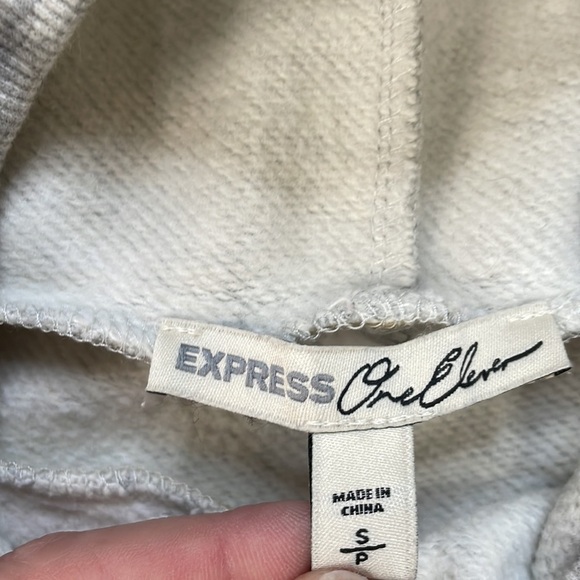 EXPRESS One Eleven
MADE IN
CHINA
S
P